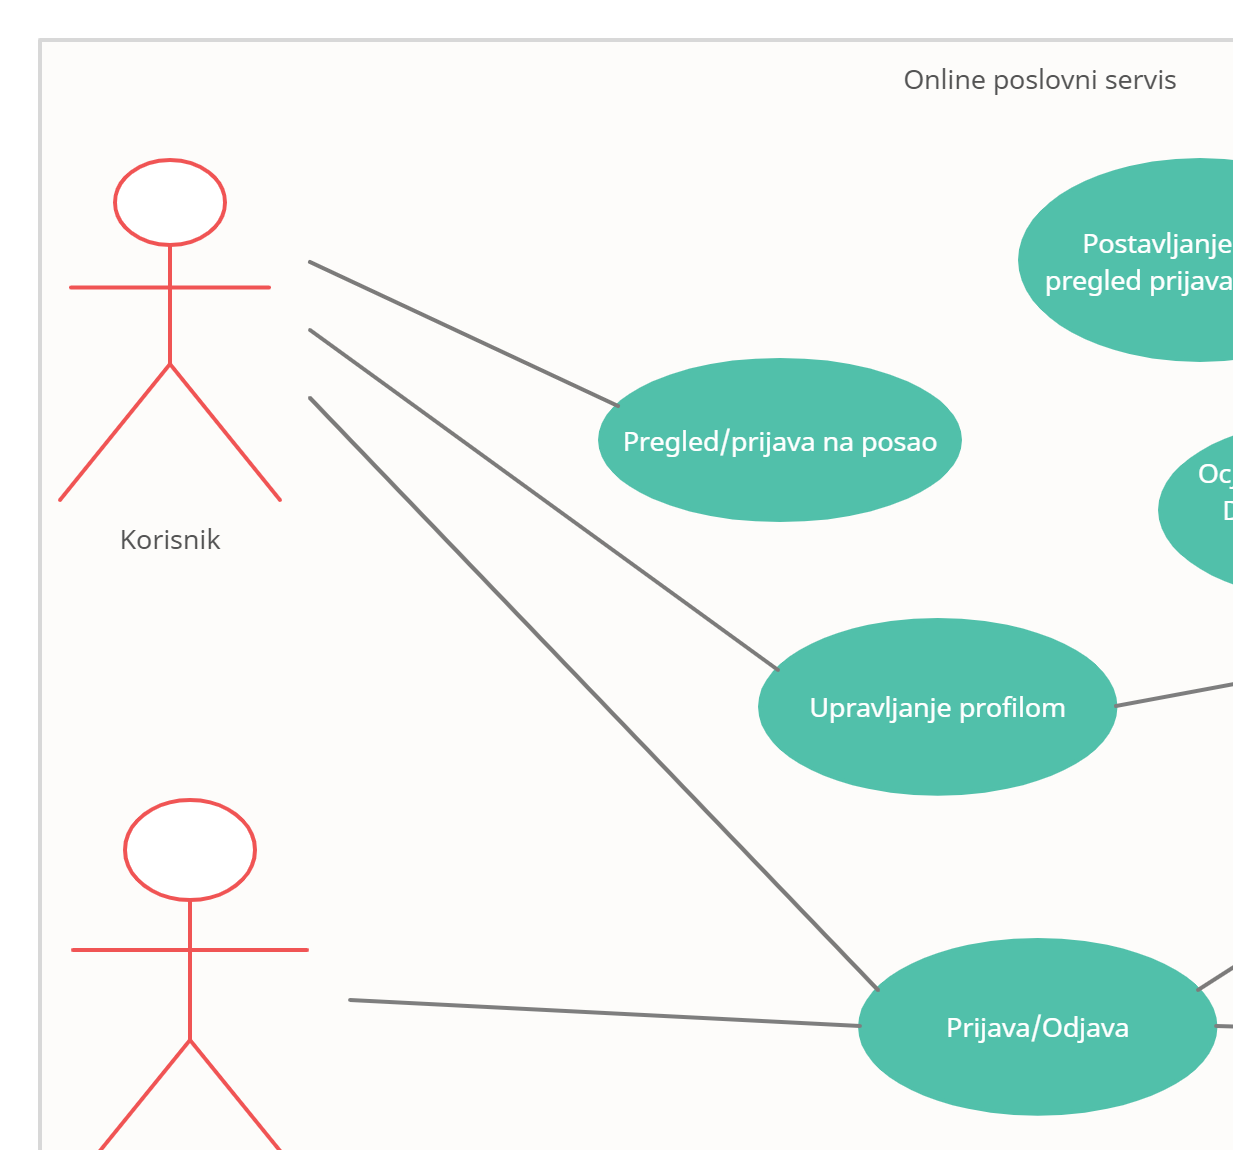 Online poslovni servis
Postavljanje
pregled prijava
Pregled/prijava na posao
Korisnik
Upravljanje profilom
Prijava/Odjava